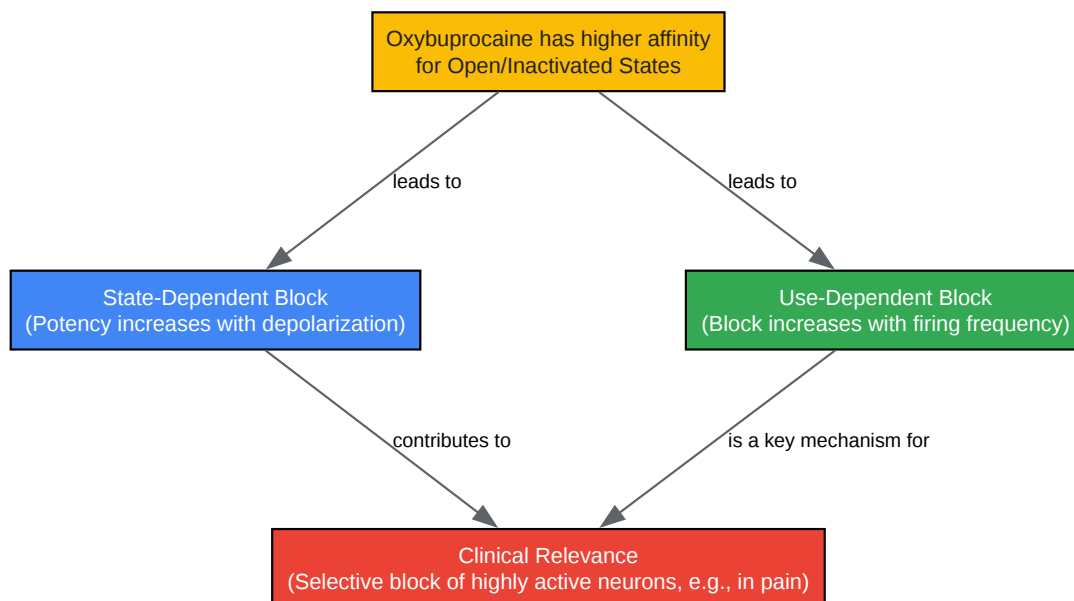 Oxybuprocaine has higher affinity
for Open/Inactivated States
leads to
leads to
State-Dependent Block
(Potency increases with depolarization)
Use-Dependent Block
(Block increases with firing frequency)
contributes to
is a key mechanism for
Clinical Relevance
(Selective block of highly active neurons, e.g., in pain)